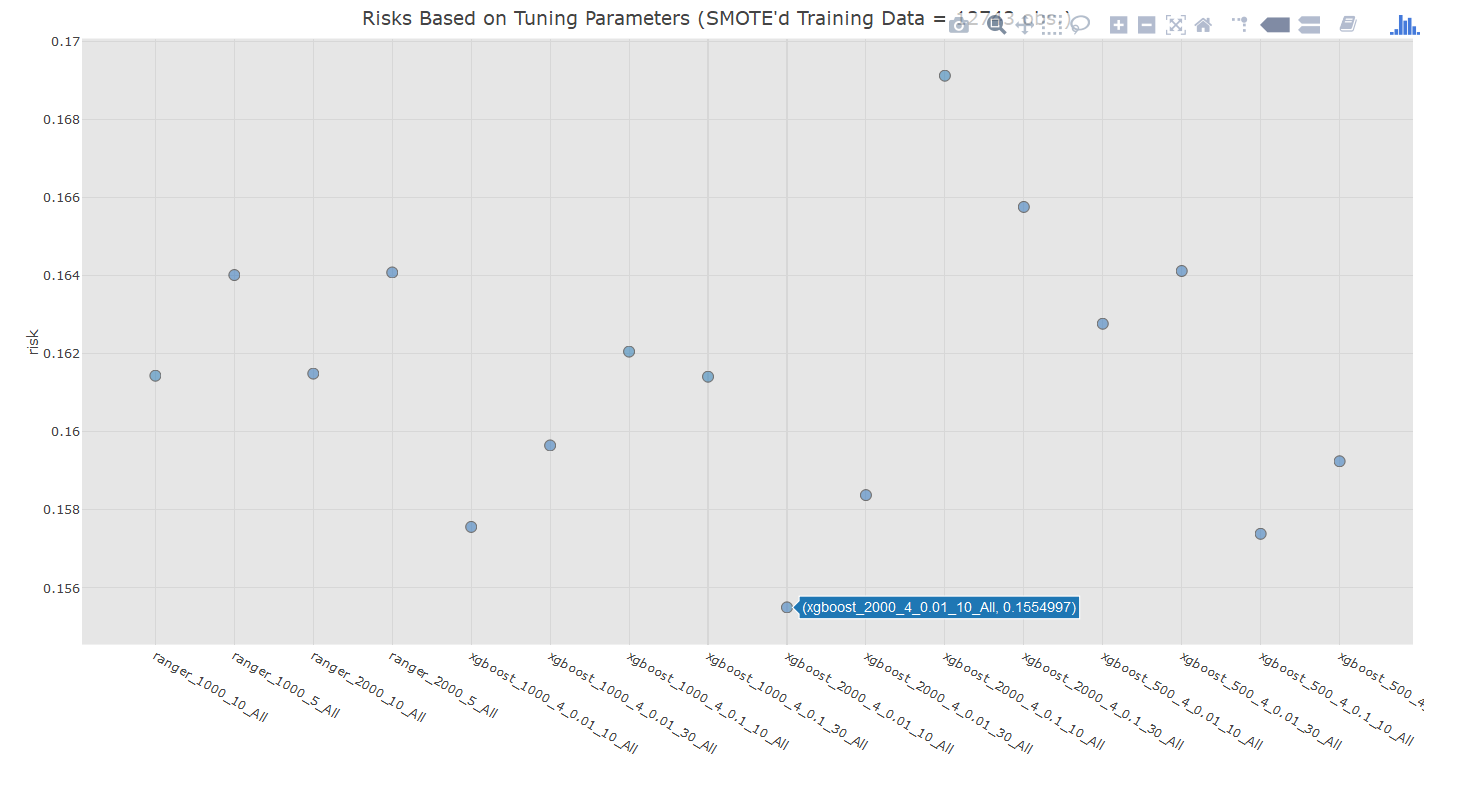 Risks Based on Tuning Parameters (SMOTE'd Training Data = 12743 obs.)
0.17
0.168
0.166
0.164
0.162
0.16
0.158
0.156
risk
(xgboost_2000_4_0.01_10_All, 0.1554997)
ranger_1000_10_All
ranger_1000_5_All
ranger_2000_10_All
ranger_2000_5_All
xgboost_1000_4_0.01_10_All
xgboost_1000_4_0.01_30_All
xgboost_1000_4_0.1_10_All
xgboost_1000_4_0.1_30_All
xgboost_2000_4_0.01_10_All
xgboost_2000_4_0.01_30_All
xgboost_2000_4_0.1_10_All
xgboost_2000_4_0.1_30_All
xgboost_500_4_0.01_10_All
xgboost_500_4_0.01_30_All
xgboost_500_4_0.1_10_All
xgboost_500_4_